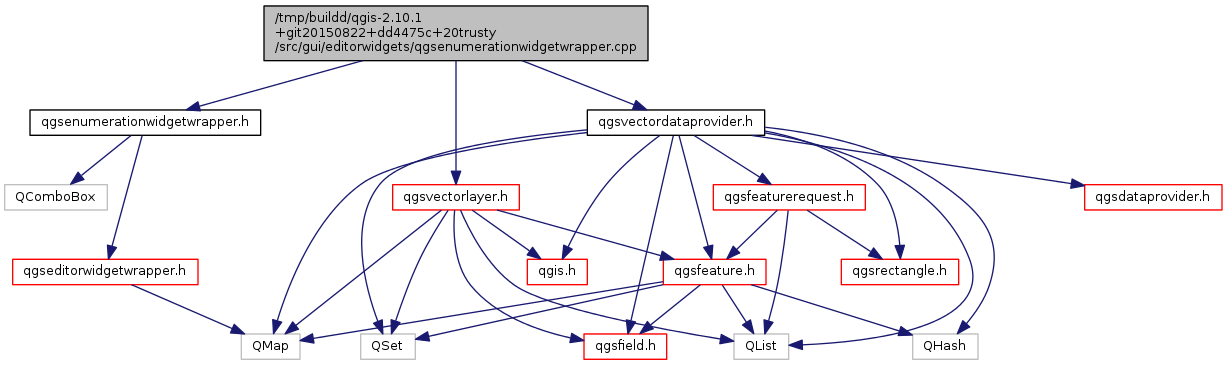 /tmp/buildd/qgis-2.10.1
+git20150822+dd4475c+20trusty
/src/gui/editorwidgets/qgsenumerationwidgetwrapper.cpp
qgsenumerationwidgetwrapper.h
qgsvectordataprovider.h
QComboBox
qgsvectorlayer.h
qgsfeaturerequest.h
qgsdataprovider.h
qgseditorwidgetwrapper.h
qgis.h
qgsfeature.h
qgsrectangle.h
QMap
QSet
qgsfield.h
QList
QHash